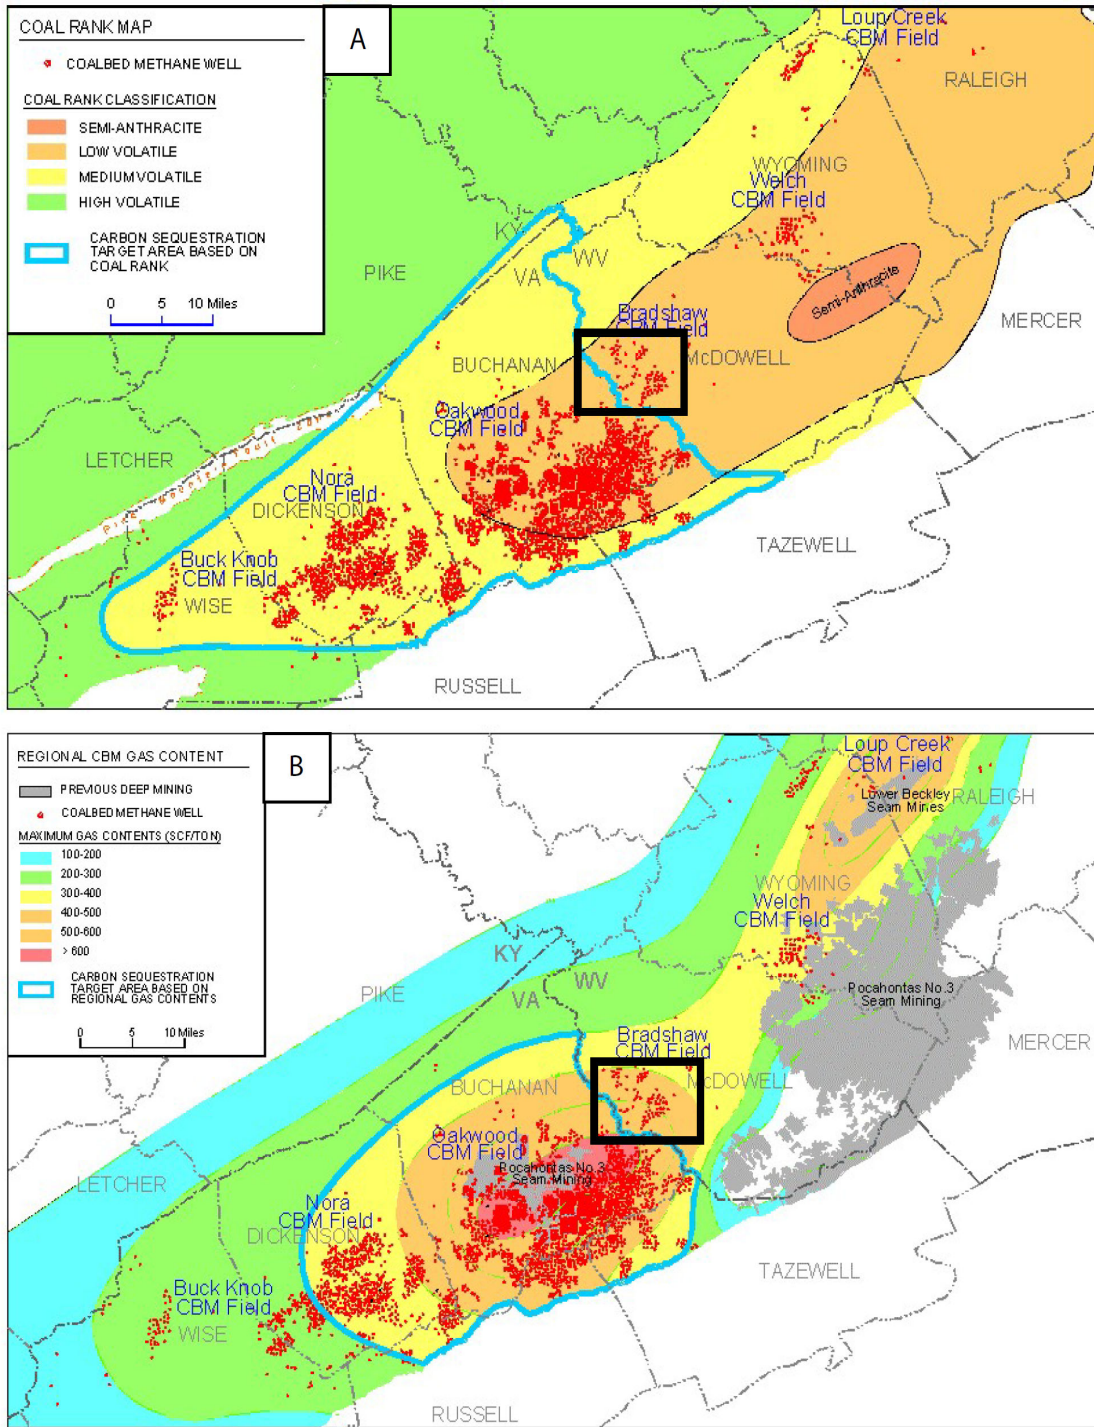 COAL RANK MAP
COALBED METHANE WELL
COAL RANK CLASSIFICATION
SEMI-ANTHRACITE
LOW VOLATILE
MEDIUM VOLATILE
HIGH VOLATILE
CARBON SEQUESTRATION
TARGET AREA BASED ON
COAL RANK
0 5 10 Miles
A
Loup Creek
CBM Field
RALEIGH
WYOMING
Welch
CBM Field
KY
WV
VA
PIKE
Semi-Anthracite
Bradshaw
CBM Field
MERCER
McDOWELL
BUCHANAN
Oakwood
CBM Field
LETCHER
Nora
CBM Field
DICKENSON
TAZEWELL
Buck Knob
CBM Field
WISE
RUSSELL
REGIONAL CBM GAS CONTENT
PREVIOUS DEEP MINING
COALBED METHANE WELL
MAXIMUM GAS CONTENTS (SCF/TON)
100-200
200-300
300-400
400-500
500-600
> 600
CARBON SEQUESTRATION
TARGET AREA BASED ON
REGIONAL GAS CONTENTS
0 5 10 Miles
B
Loup Creek
CBM Field
Lower Beckley
Seam Mines
RALEIGH
WYOMING
Welch
CBM Field
KY
WV
VA
PIKE
Pocahontas No.3
Seam Mining
Bradshaw
CBM Field
MERCER
McDOWELL
BUCHANAN
Oakwood
CBM Field
Pocahontas No.3
Seam Mining
LETCHER
Nora
CBM Field
DICKENSON
TAZEWELL
Buck Knob
CBM Field
WISE
RUSSELL